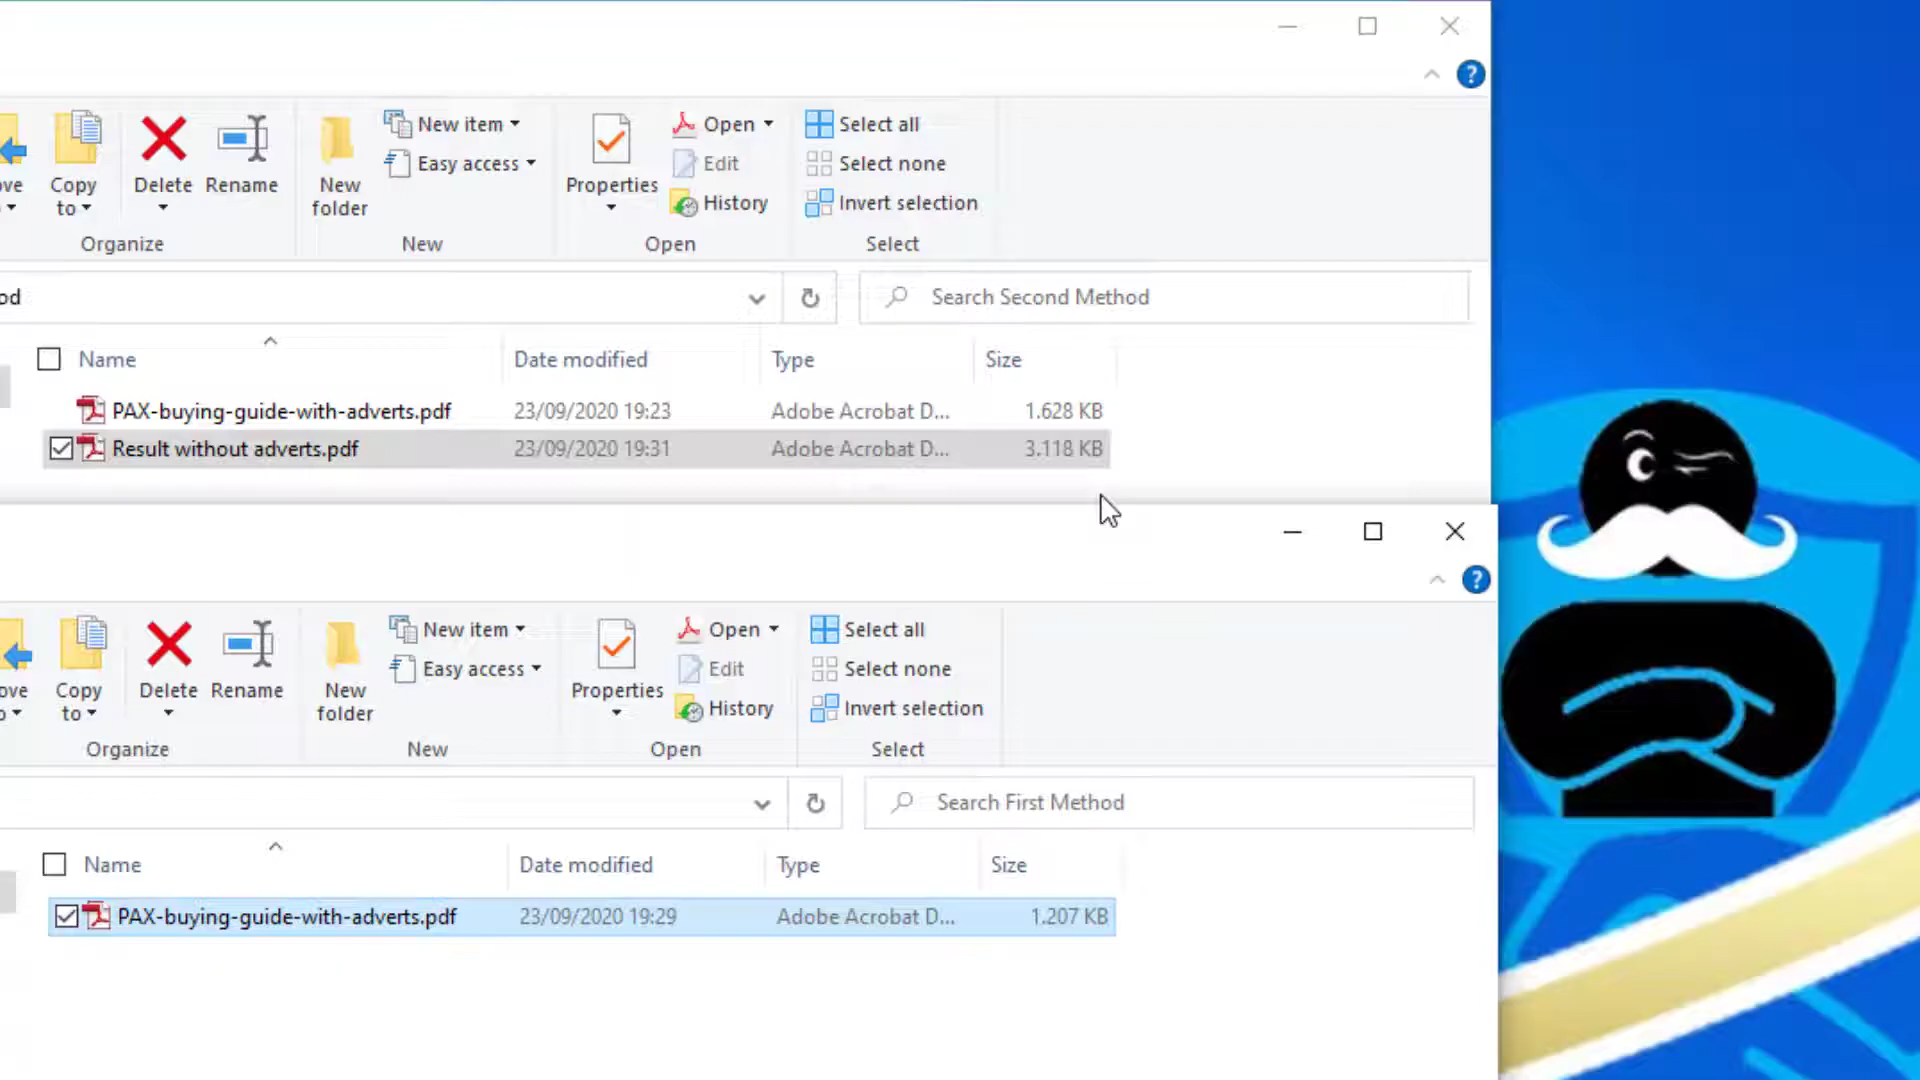 ?
Copy
to
Delete
Rename
New
folder
New item
Easy access
Properties
Open
Edit
History
Select all
Select none
Invert selection
Organize
New
Open
Select
od
Search Second Method
Name
Date modified
Type
Size
PAX-buying-guide-with-adverts.pdf 23/09/2020 19:23 Adobe Acrobat D... 1.628 KB
Result without adverts.pdf 23/09/2020 19:31 Adobe Acrobat D... 3.118 KB
?
Copy
to
Delete
Rename
New
folder
New item
Easy access
Properties
Open
Edit
History
Select all
Select none
Invert selection
Organize
New
Open
Select
Search First Method
Name
Date modified
Type
Size
PAX-buying-guide-with-adverts.pdf 23/09/2020 19:29 Adobe Acrobat D... 1.207 KB